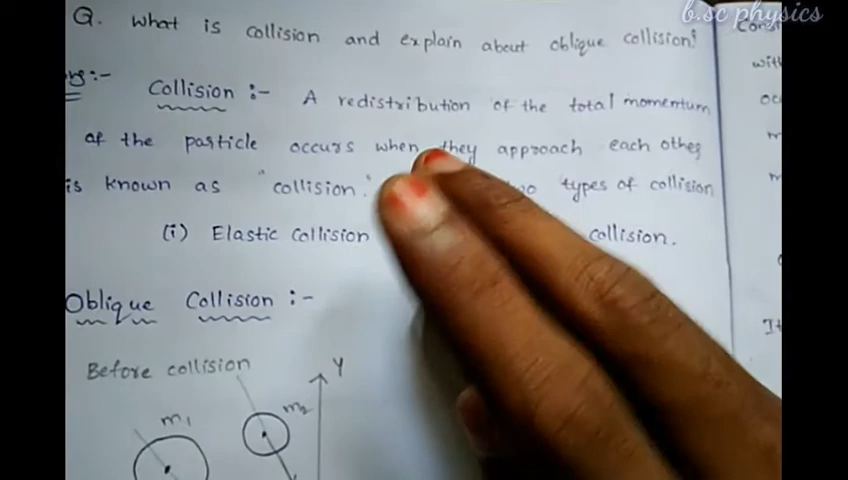 b.sc physics
Q. What is collision and explain about oblique collision?
Ans:-
Collision :- A redistribution of the total momentum
of the particle occurs when they approach each other
is known as "collision." types of collision
(i) Elastic collision collision.
Oblique Collision :-
Before collision
Y
m2
m1
with